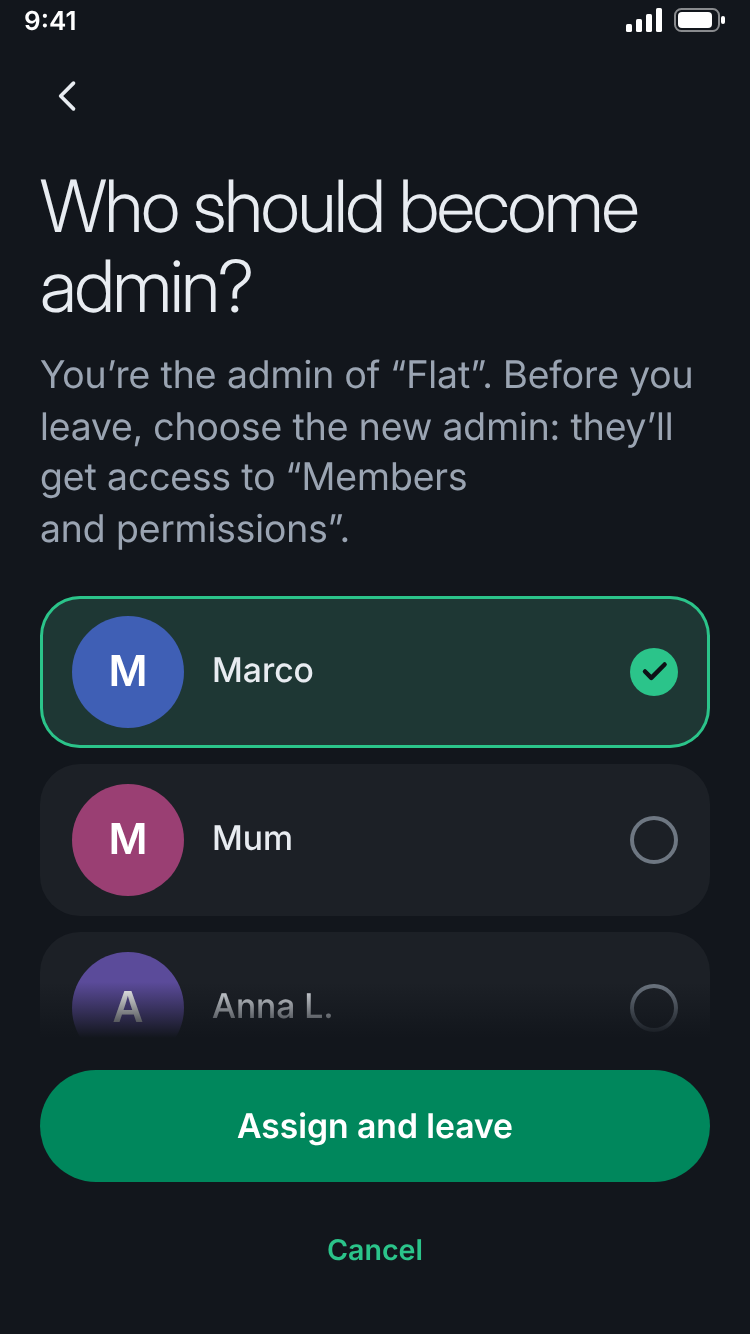 9:41
Who should become
admin?
You’re the admin of “Flat”. Before you
leave, choose the new admin: they’ll
get access to “Members
and permissions”.
M
Marco
M
Mum
A
Anna L.
Assign and leave
Cancel